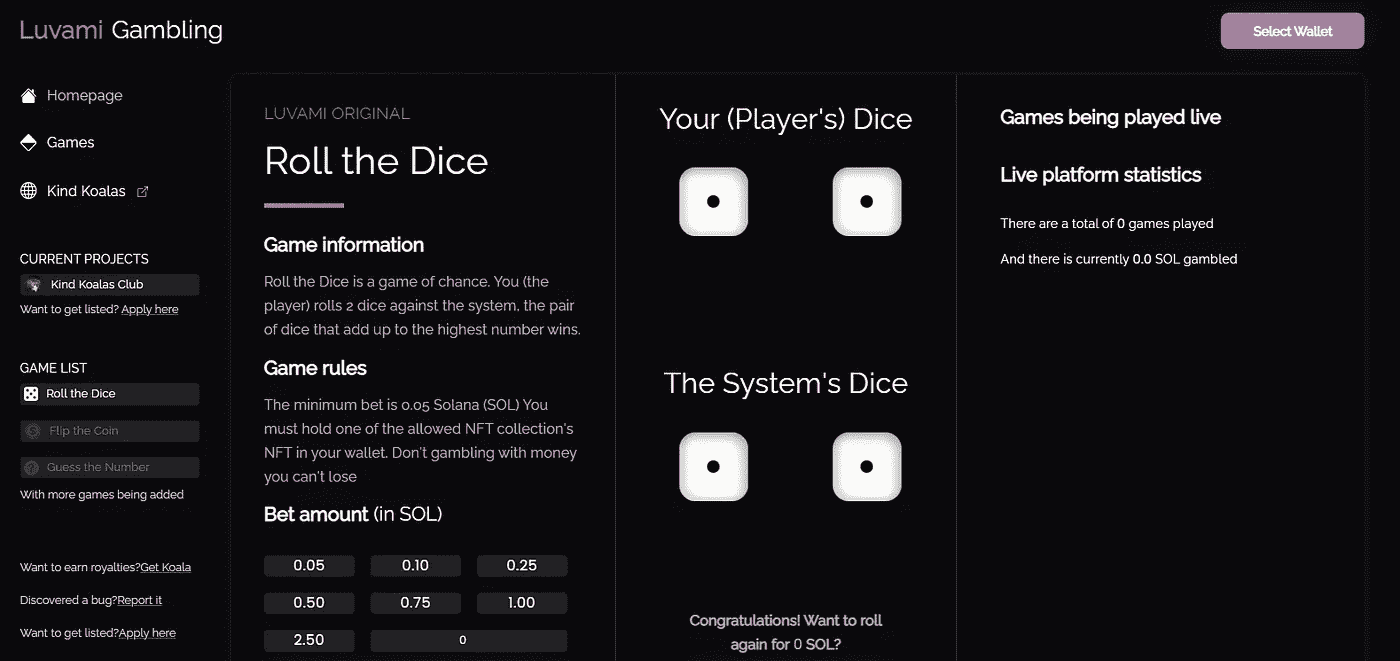 Luvami Gambling
Select Wallet
Homepage
Games
Kind Koalas
CURRENT PROJECTS
Kind Koalas Club
Want to get listed? Apply here
GAME LIST
Roll the Dice
Flip the Coin
Guess the Number
With more games being added
Want to earn royalties?Get Koala
Discovered a bug?Report it
Want to get listed?Apply here
LUVAMI ORIGINAL
Roll the Dice
Game information
Roll the Dice is a game of chance. You (the
player) rolls 2 dice against the system, the pair
of dice that add up to the highest number wins.
Game rules
The minimum bet is 0.05 Solana (SOL) You
must hold one of the allowed NFT collection's
NFT in your wallet. Don't gambling with money
you can't lose
Bet amount (in SOL)
0.05 0.10 0.25
0.50 0.75 1.00
2.50 0
Your (Player's) Dice
The System's Dice
Congratulations! Want to roll
again for 0 SOL?
Games being played live
Live platform statistics
There are a total of 0 games played
And there is currently 0.0 SOL gambled